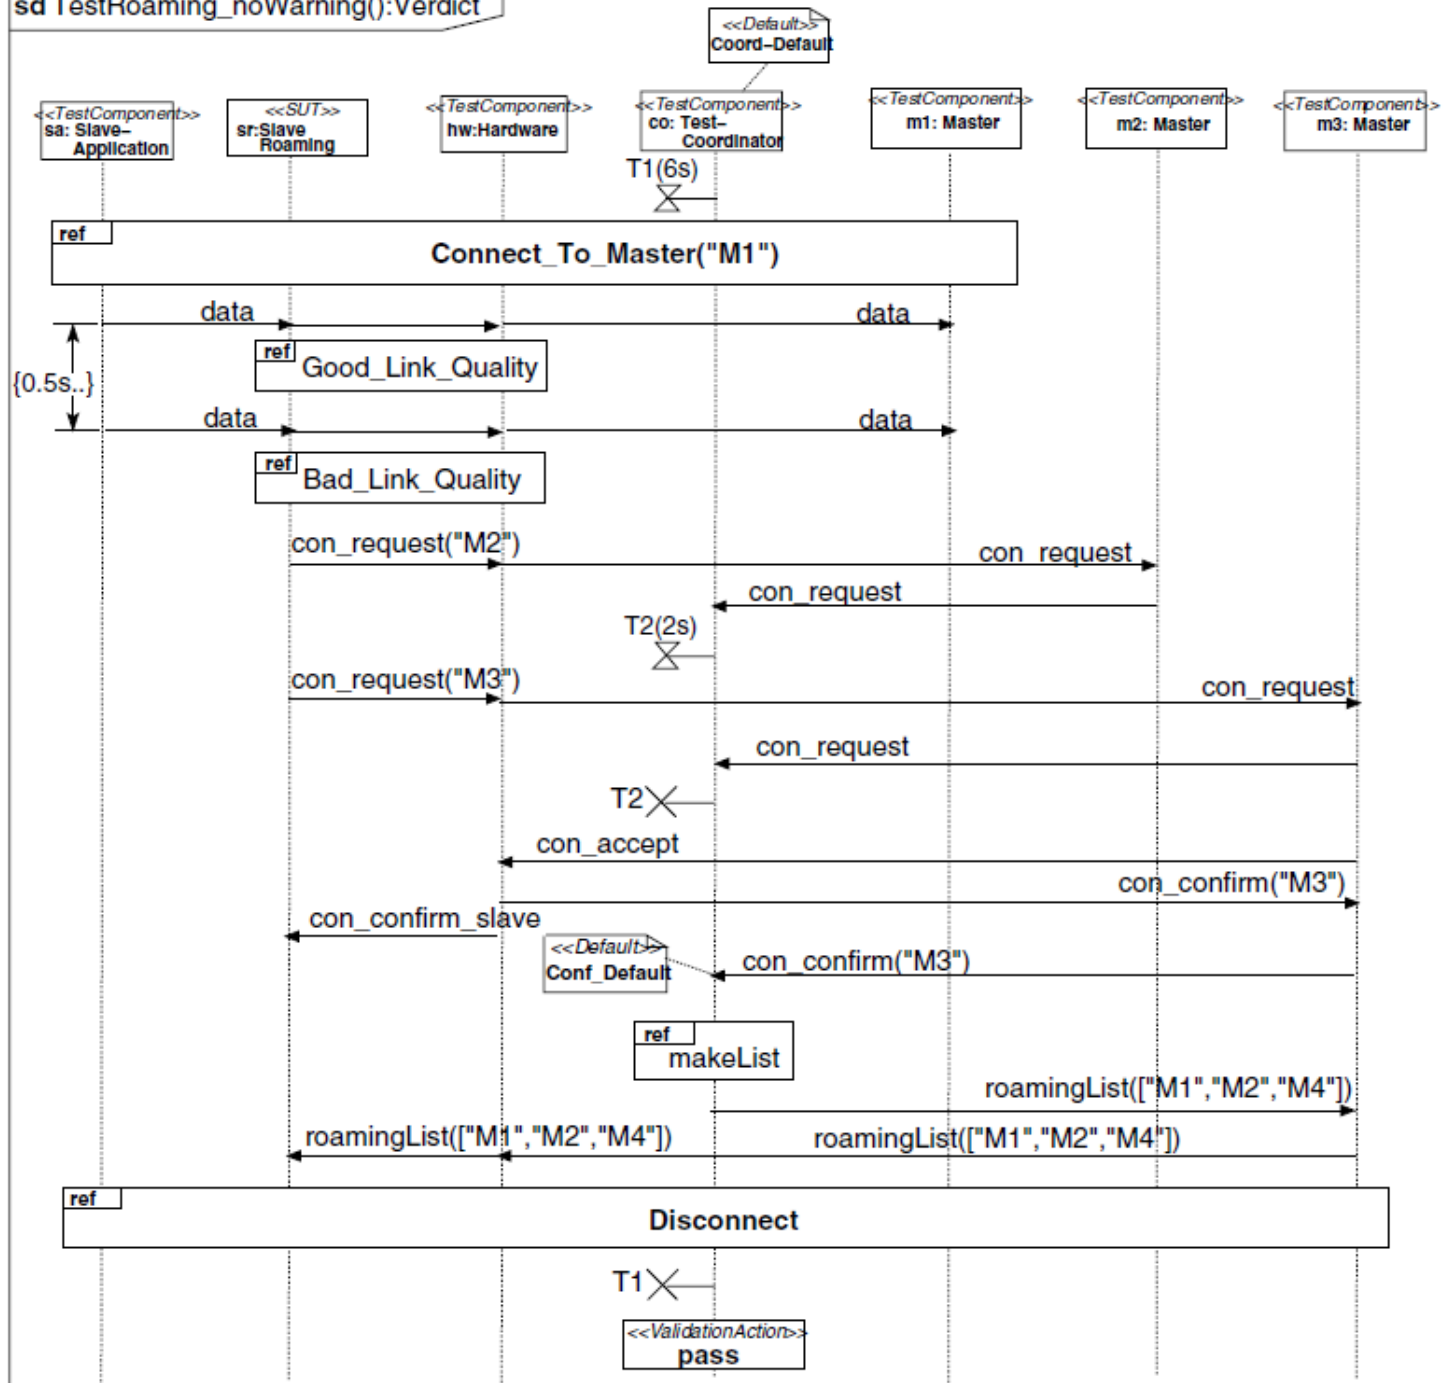 sd TestRoaming_noWarning():Verdict
<<Default>>
Coord-Default
<<TestComponent>>
sa: Slave-
Application
<<SUT>>
sr:Slave
Roaming
<<TestComponent>>
hw:Hardware
<<TestComponent>>
co: Test-
Coordinator
<<TestComponent>>
m1: Master
<<TestComponent>>
m2: Master
<<TestComponent>>
m3: Master
T1(6s)
ref
Connect_To_Master("M1")
data
data
ref
Good_Link_Quality
{0.5s..}
data
data
ref
Bad_Link_Quality
con_request("M2")
con_request
con_request
T2(2s)
con_request("M3")
con_request
con_request
T2
con_accept
con_confirm("M3")
con_confirm_slave
<<Default>>
Conf_Default
con_confirm("M3")
ref
makeList
roamingList(["M1","M2","M4"])
roamingList(["M1","M2","M4"])
roamingList(["M1","M2","M4"])
ref
Disconnect
T1
<<ValidationAction>>
pass